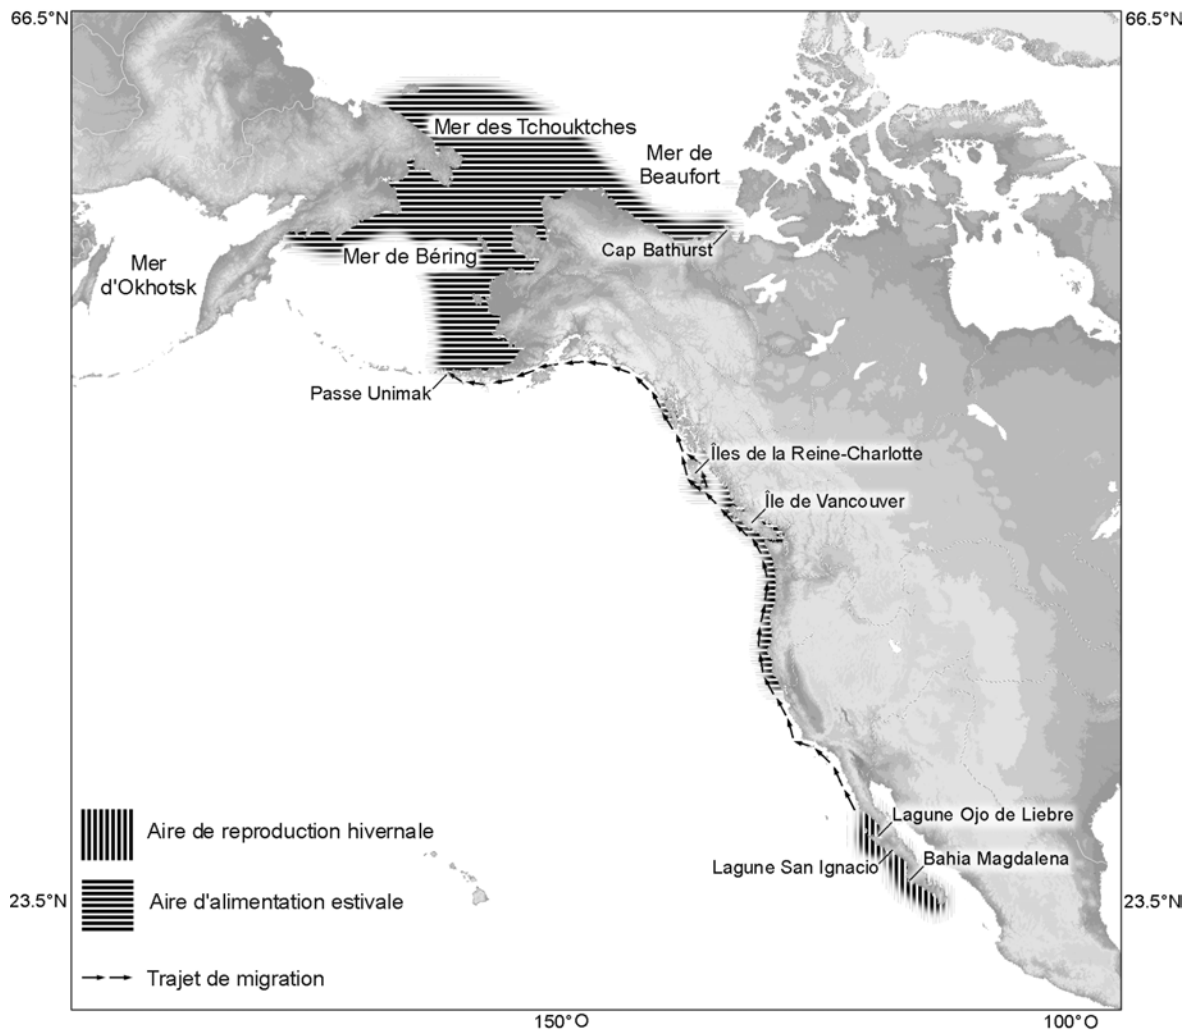 66.5°N
66.5°N
Mer des Tchouktches
Mer de
Beaufort
Cap Bathurst
Mer de Béring
Mer
d'Okhotsk
Passe Unimak
Îles de la Reine-Charlotte
Île de Vancouver
Lagune Ojo de Liebre
Lagune San Ignacio
Bahia Magdalena
Aire de reproduction hivernale
Aire d'alimentation estivale
Trajet de migration
23.5°N
23.5°N
150°O
100°O